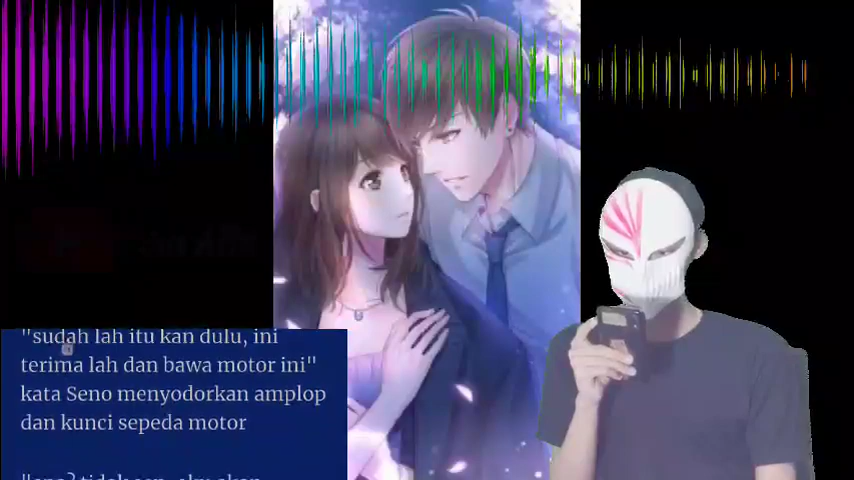 "sudah lah itu kan dulu, ini
terima lah dan bawa motor ini"
kata Seno menyodorkan amplop
dan kunci sepeda motor